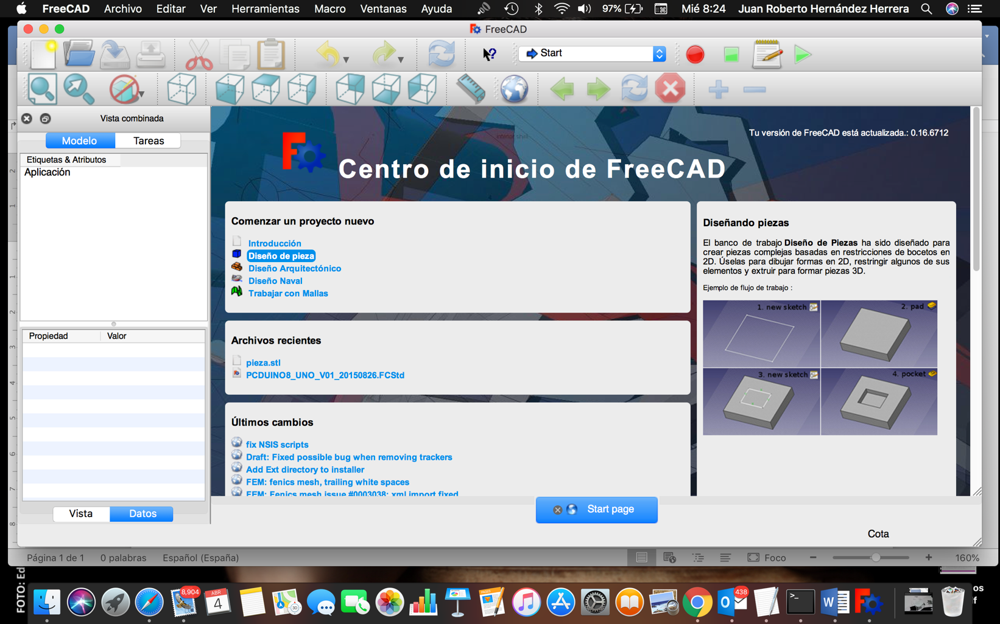 FreeCAD Archivo Editar Ver Herramientas Macro Ventanas Ayuda 97% Mié 8:24 Juan Roberto Hernández Herrera
FreeCAD
Start
Vista combinada
Modelo Tareas
Etiquetas & Atributos
Aplicación
Propiedad Valor
Vista Datos
interior shell
Tu versión de FreeCAD está actualizada.: 0.16.6712
Centro de inicio de FreeCAD
Comenzar un proyecto nuevo
Introducción
Diseño de pieza
Diseño Arquitectónico
Diseño Naval
Trabajar con Mallas
Archivos recientes
pieza.stl
PCDUINO8_UNO_V01_20150826.FCStd
Últimos cambios
fix NSIS scripts
Draft: Fixed possible bug when removing trackers
Add Ext directory to installer
FEM: fenics mesh, trailing white spaces
FEM: Fenics mesh issue #0003038: xml import fixed
Diseñando piezas
El banco de trabajo Diseño de Piezas ha sido diseñado para
crear piezas complejas basadas en restricciones de bocetos en
2D. Úselas para dibujar formas en 2D, restringir algunos de sus
elementos y extruir para formar piezas 3D.
Ejemplo de flujo de trabajo :
1. new sketch
2. pad
3. new sketch
4. pocket
Start page
Cota
Página 1 de 1 0 palabras Español (España) Foco 160%
FOTO: Ed
8,904
ABR
4
438
os
f